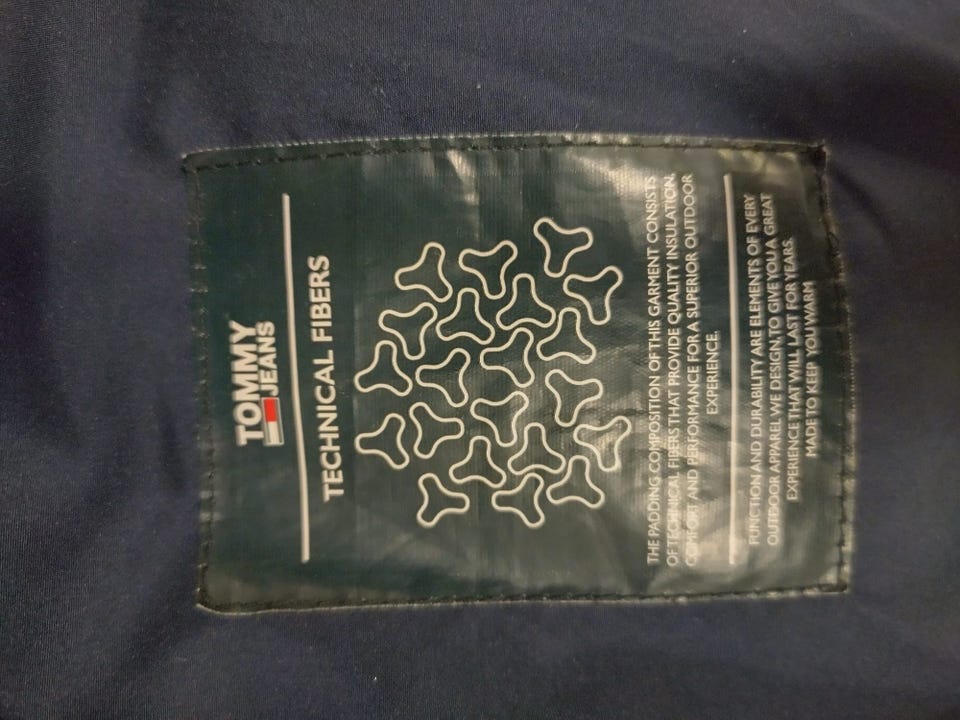 TOMMY
JEANS
TECHNICAL FIBERS
THE PADDING COMPOSITION OF THIS GARMENT CONSISTS
OF TECHNICAL FIBERS THAT PROVIDE QUALITY INSULATION,
COMFORT AND PERFORMANCE FOR A SUPERIOR OUTDOOR
EXPERIENCE.
FUNCTION AND DURABILITY ARE ELEMENTS OF EVERY
OUTDOOR APPAREL WE DESIGN, TO GIVE YOU A GREAT
EXPERIENCE THAT WILL LAST FOR YEARS.
MADE TO KEEP YOU WARM